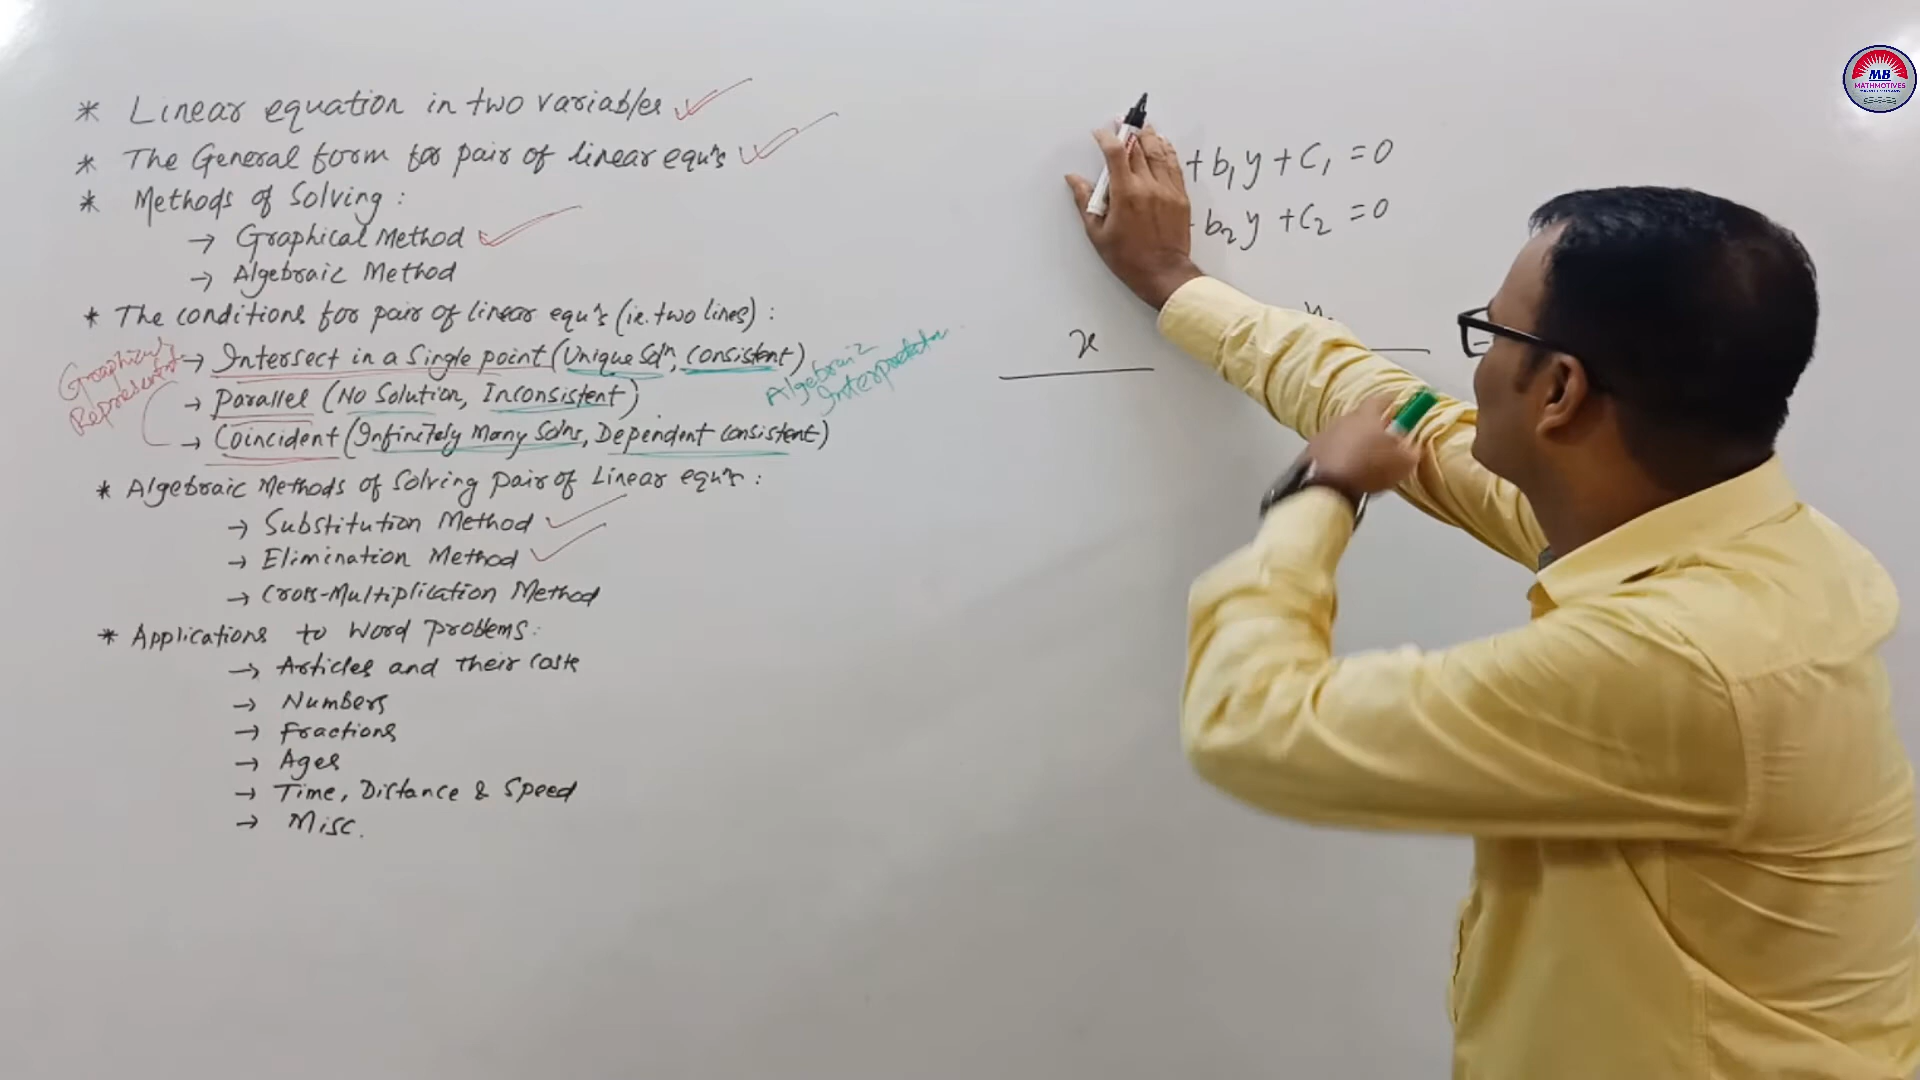 * Linear equation in two variables ✓
* The General form for pair of linear equ's ✓
* Methods of Solving :
→ Graphical Method ✓
→ Algebraic Method
* The conditions for pair of linear equ's (ie. two lines) :
Graphical Represent
→ Intersect in a Single point (Unique Soln, Consistent)
→ Parallel (No Solution, Inconsistent)
→ Coincident (Infinitely Many Solns, Dependent consistent)
Algebraic Interpretation
* Algebraic Methods of Solving pair of Linear equ's :
→ Substitution Method ✓
→ Elimination Method ✓
→ Cross-Multiplication Method
* Applications to Word problems:
→ Articles and their Costs
→ Numbers
→ Fractions
→ Ages
→ Time, Distance & Speed
→ Misc.
+ b₁y + c₁ = 0
b₂y + c₂ = 0
x
MB
MATHMOTIVES